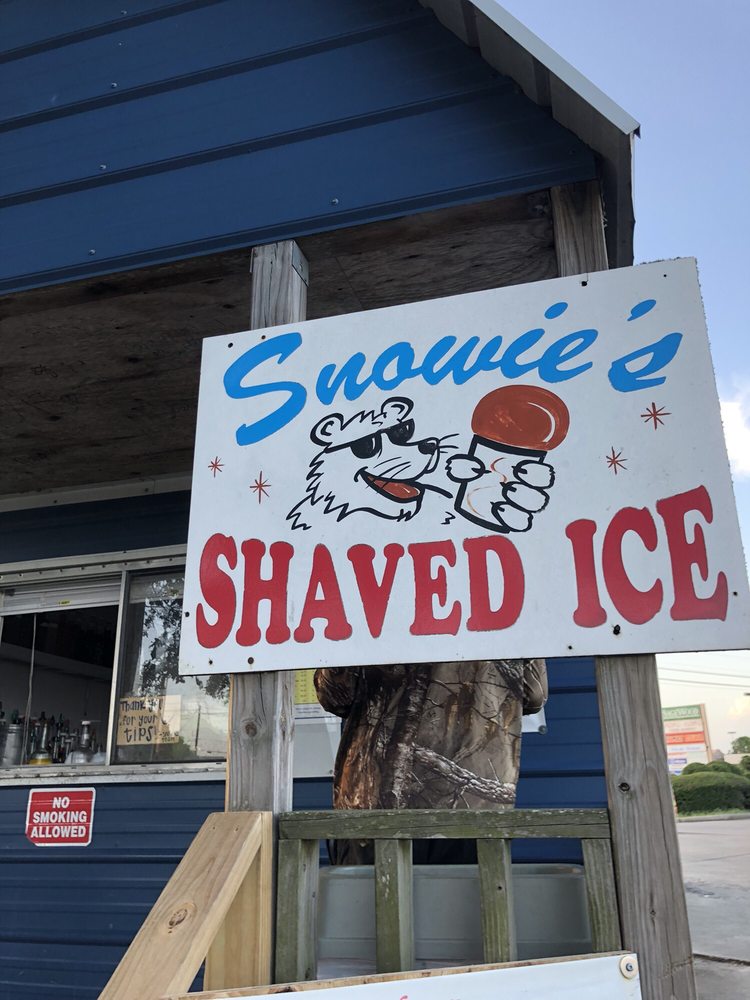 Snowie's
SHAVED ICE
Thank you
for your
tips!
NO
SMOKING
ALLOWED